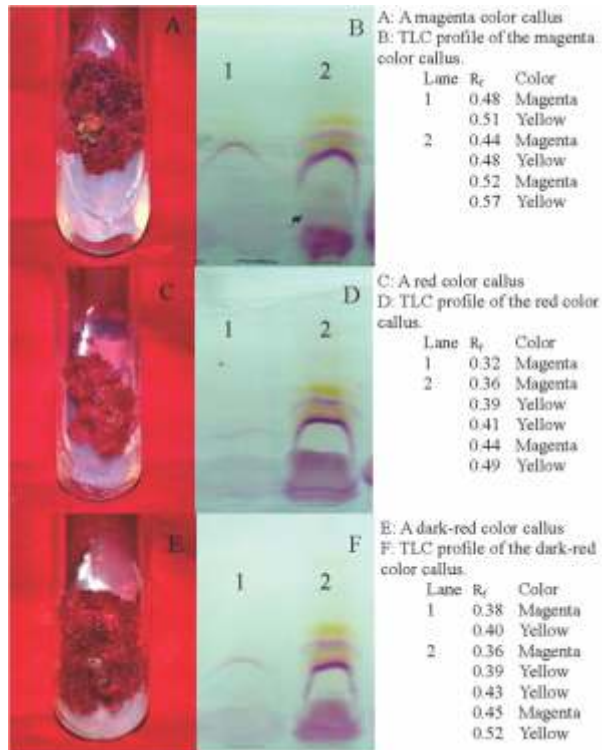 A
B
1 2
A: A magenta color callus
B: TLC profile of the magenta
color callus.
Lane Rf Color
1 0.48 Magenta
0.51 Yellow
2 0.44 Magenta
0.48 Yellow
0.52 Magenta
0.57 Yellow
C
D
1 2
C: A red color callus
D: TLC profile of the red color
callus.
Lane Rf Color
1 0.32 Magenta
2 0.36 Magenta
0.39 Yellow
0.41 Yellow
0.44 Magenta
0.49 Yellow
E
F
1 2
E: A dark-red color callus
F: TLC profile of the dark-red
color callus.
Lane Rf Color
1 0.38 Magenta
0.40 Yellow
2 0.36 Magenta
0.39 Yellow
0.43 Yellow
0.45 Magenta
0.52 Yellow